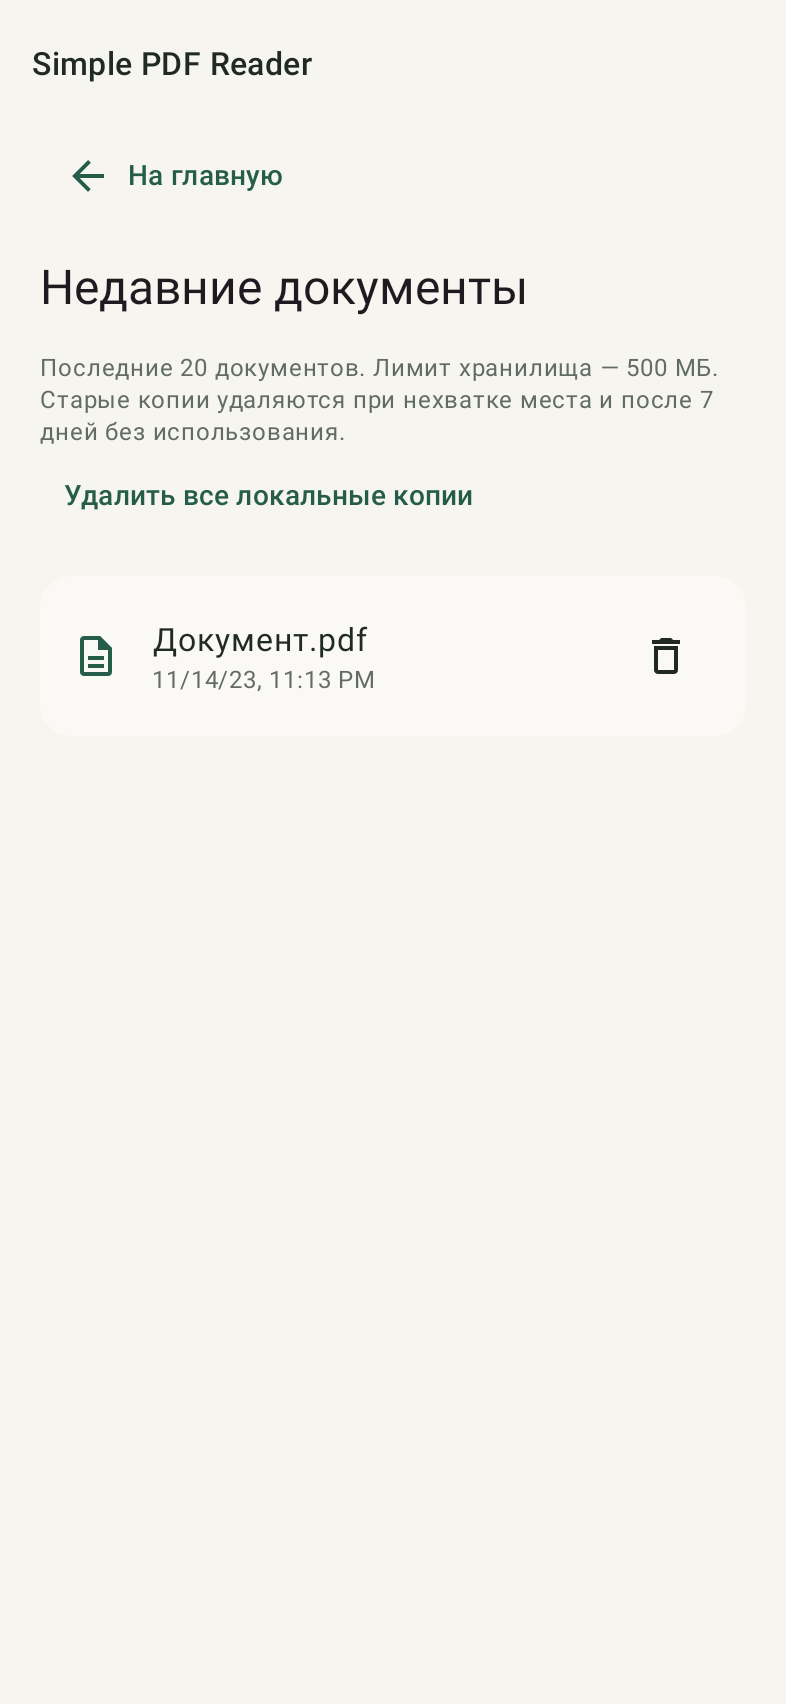 Simple PDF Reader
На главную
Недавние документы
Последние 20 документов. Лимит хранилища — 500 МБ.
Старые копии удаляются при нехватке места и после 7
дней без использования.
Удалить все локальные копии
Документ.pdf
11/14/23, 11:13 PM